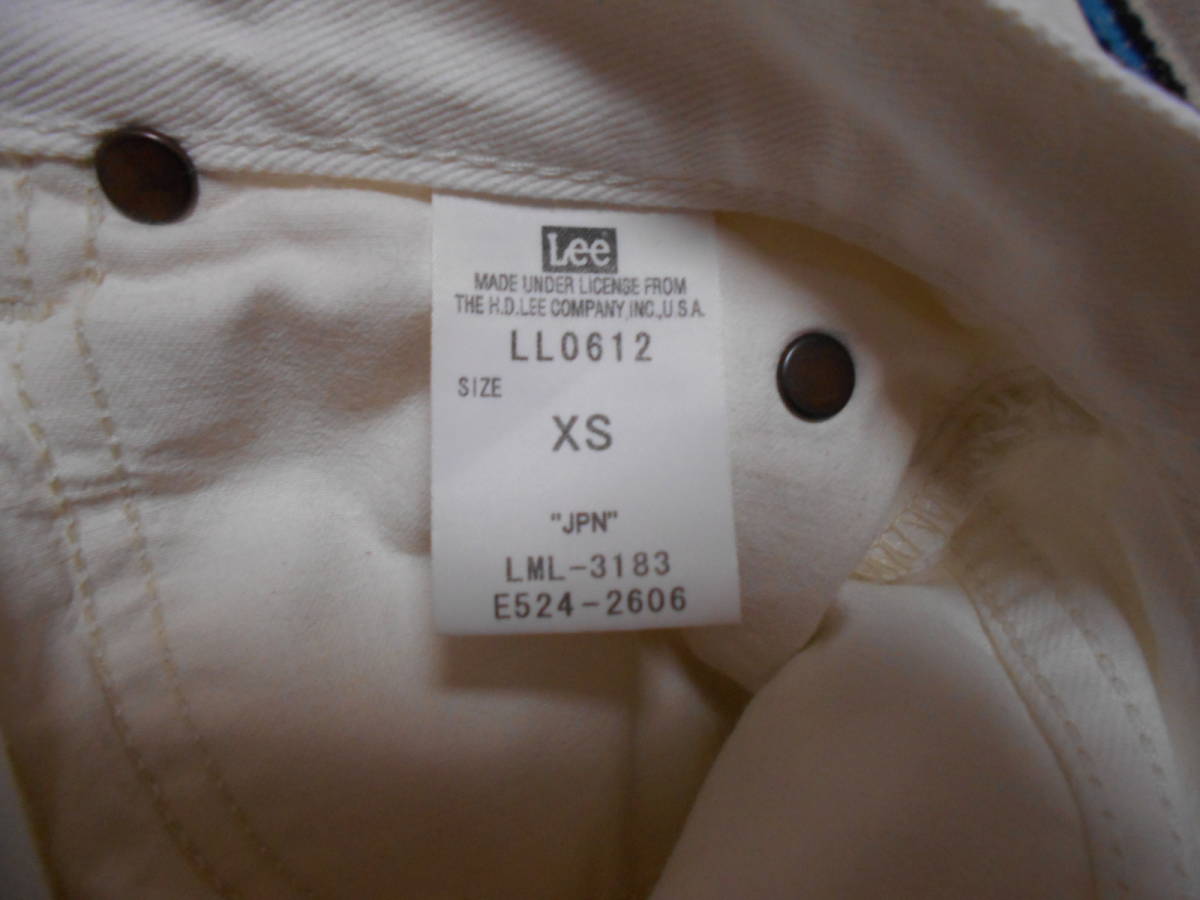 Lee
MADE UNDER LICENSE FROM
THE H.D.LEE COMPANY,INC.,U.S.A.
LL0612
SIZE
XS
"JPN"
LML-3183
E524-2606